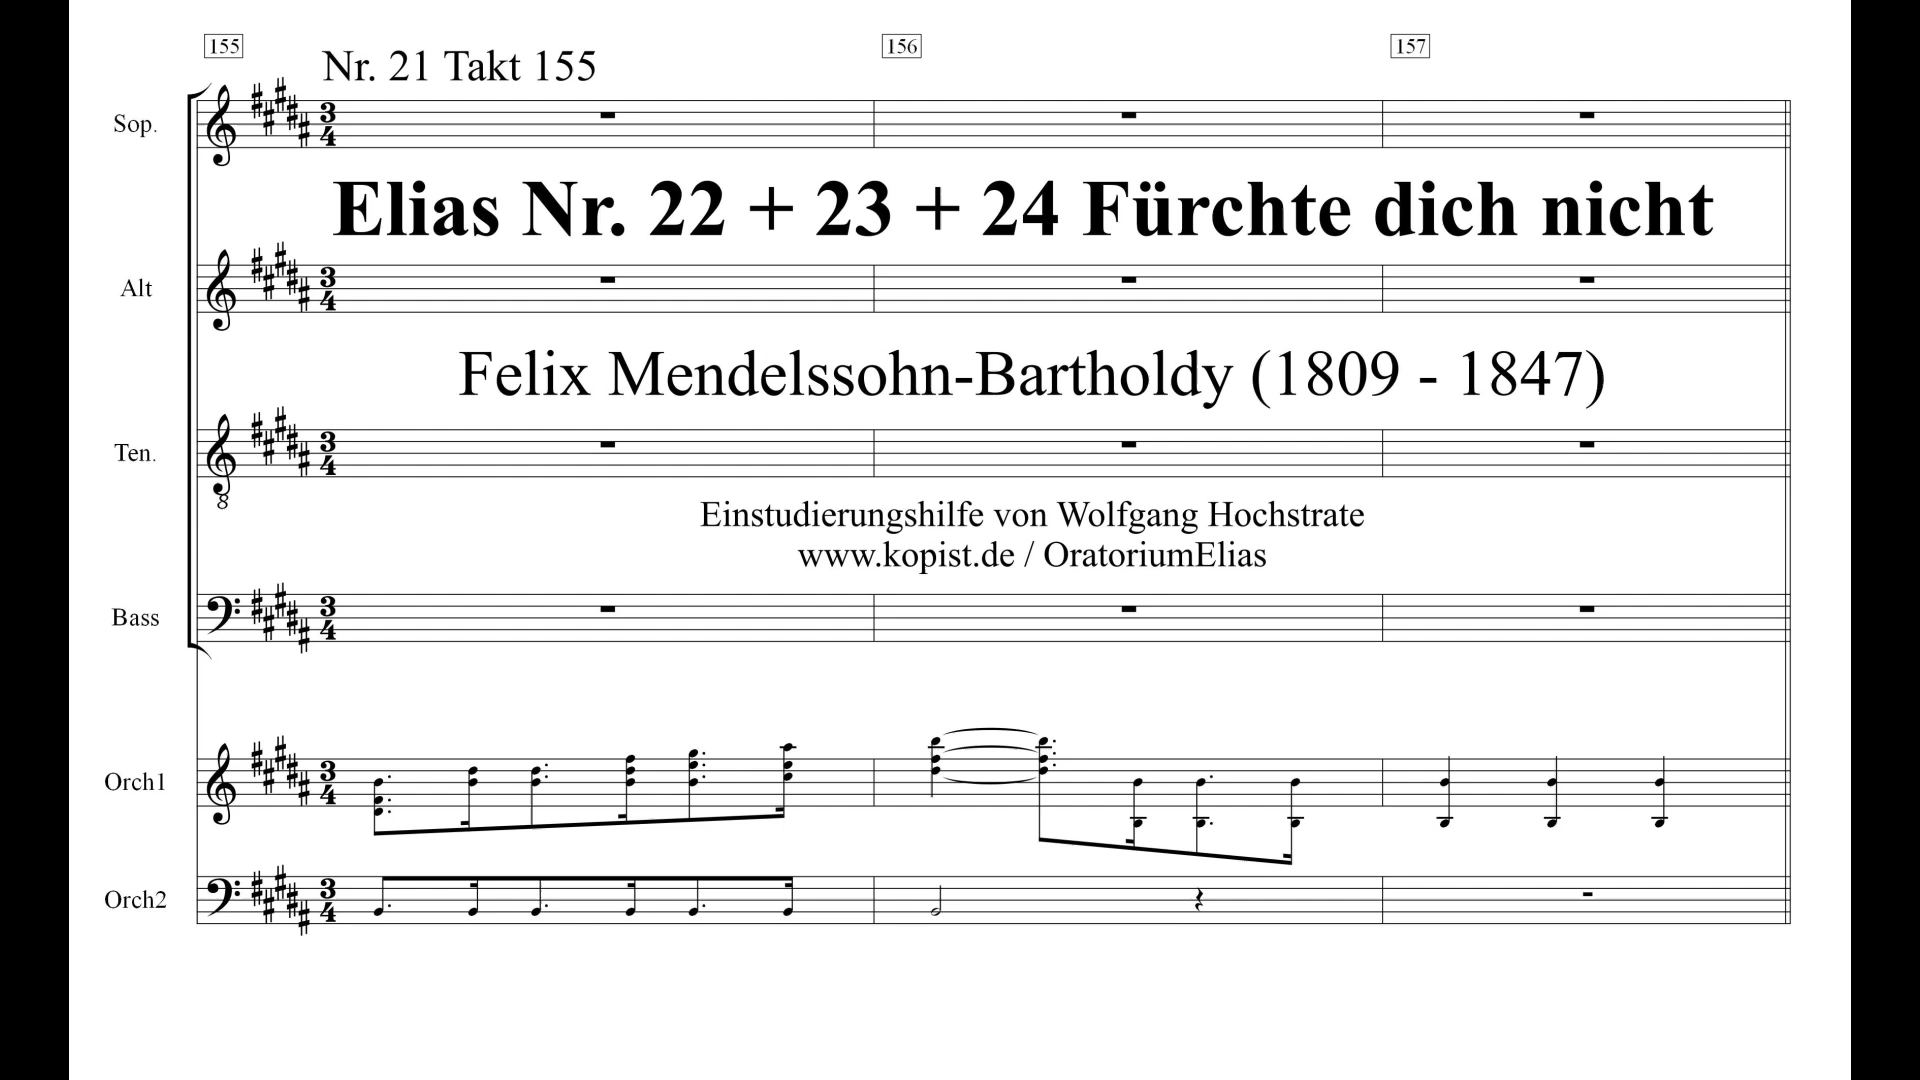 155 156 157
Nr. 21 Takt 155
Sop.
Elias Nr. 22 + 23 + 24 Fürchte dich nicht
Alt
Felix Mendelssohn-Bartholdy (1809 - 1847)
Ten.
Einstudierungshilfe von Wolfgang Hochstrate
www.kopist.de / OratoriumElias
Bass
Orch1
Orch2